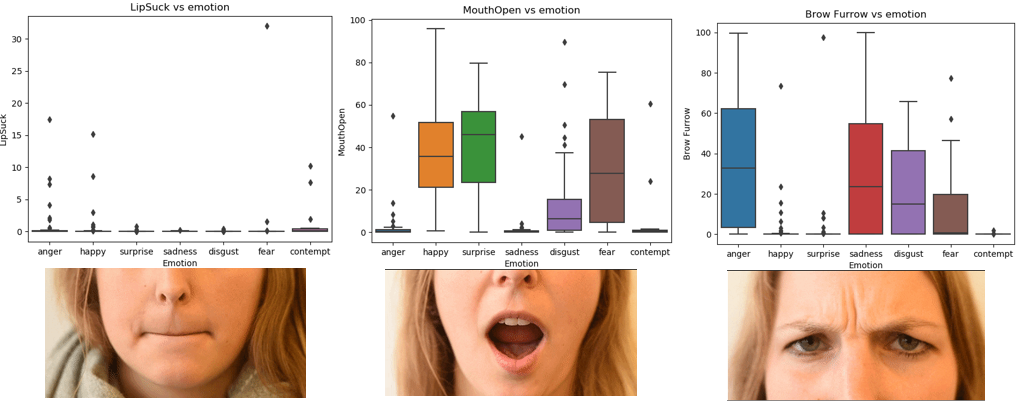 LipSuck vs emotion
LipSuck
30
25
20
15
10
5
0
anger happy surprise sadness disgust fear contempt
Emotion
MouthOpen vs emotion
MouthOpen
100
80
60
40
20
0
anger happy surprise sadness disgust fear contempt
Emotion
Brow Furrow vs emotion
Brow Furrow
100
80
60
40
20
0
anger happy surprise sadness disgust fear contempt
Emotion